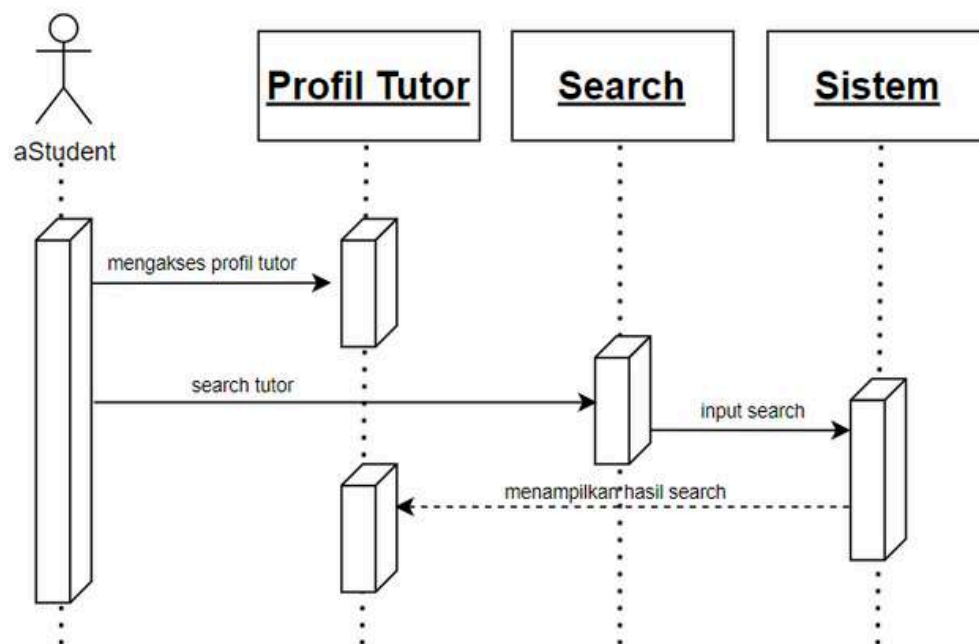 aStudent
Profil Tutor
Search
Sistem
mengakses profil tutor
search tutor
input search
menampilkan hasil search